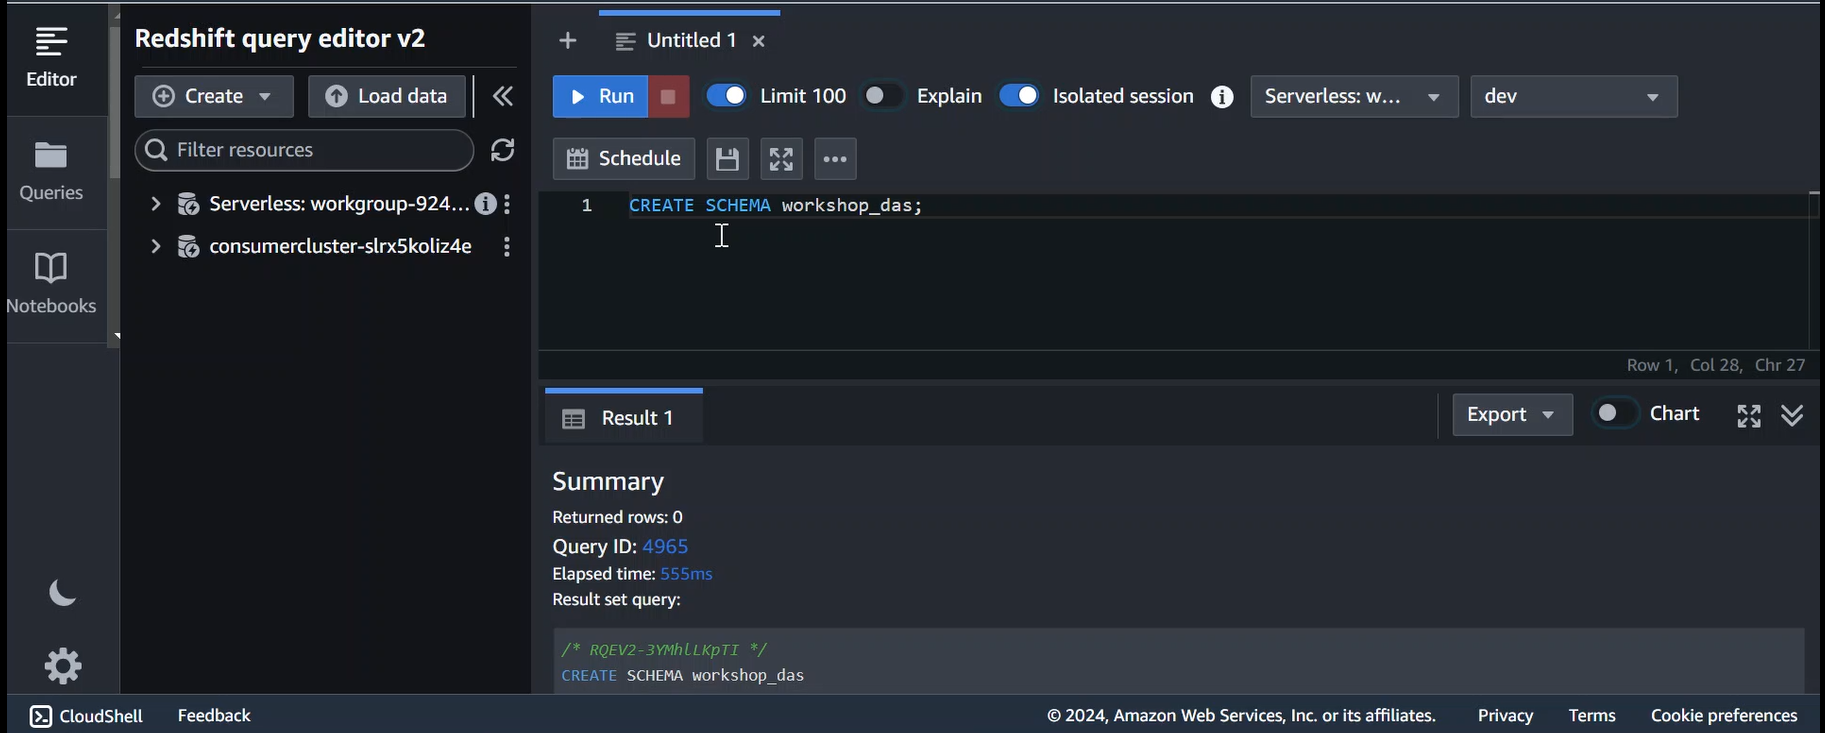 Editor
Queries
Notebooks
Redshift query editor v2
Create
Load data
Filter resources
Serverless: workgroup-924...
consumercluster-slrx5koliz4e
Untitled 1
Run
Limit 100
Explain
Isolated session
Serverless: w...
dev
Schedule
1 CREATE SCHEMA workshop_das;
Row 1, Col 28, Chr 27
Result 1
Export
Chart
Summary
Returned rows: 0
Query ID: 4965
Elapsed time: 555ms
Result set query:
/* RQEV2-3YMhlLKpTI */
CREATE SCHEMA workshop_das
CloudShell
Feedback
© 2024, Amazon Web Services, Inc. or its affiliates.
Privacy
Terms
Cookie preferences